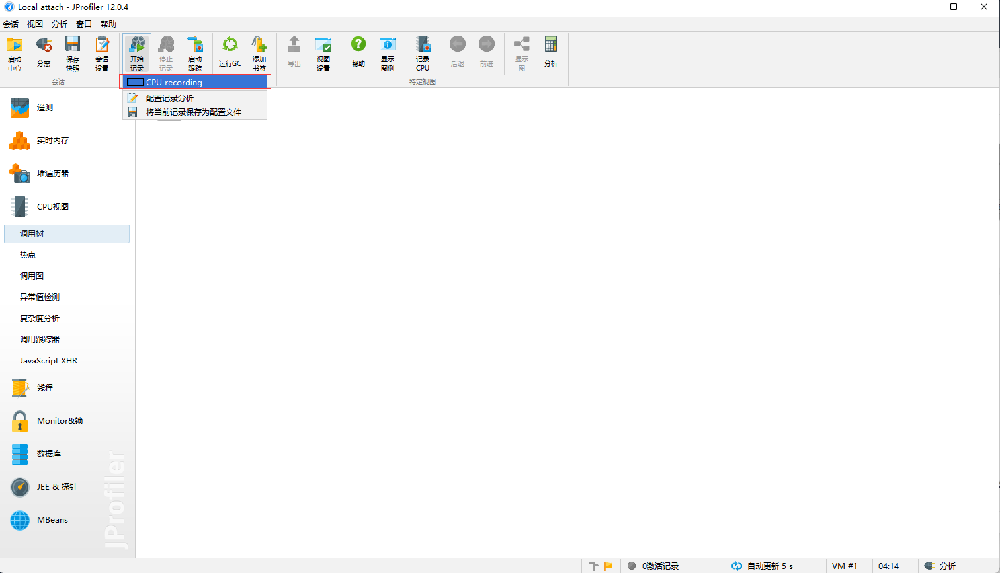 Local attach - JProfiler 12.0.4
会话 视图 分析 窗口 帮助
启动
中心
分离
保存
快照
会话
设置
开始
记录
停止
记录
启动
跟踪
运行GC
添加
书签
导出
视图
设置
帮助
显示
图例
记录
CPU
后退
前进
显示
图
分析
会话
特定视图
CPU recording
配置记录分析
将当前记录保存为配置文件
遥测
实时内存
堆遍历器
CPU视图
调用树
热点
调用图
异常值检测
复杂度分析
调用跟踪器
JavaScript XHR
线程
Monitor&锁
数据库
JEE & 探针
MBeans
JProfiler
0激活记录
自动更新 5 s
VM #1
04:14
分析